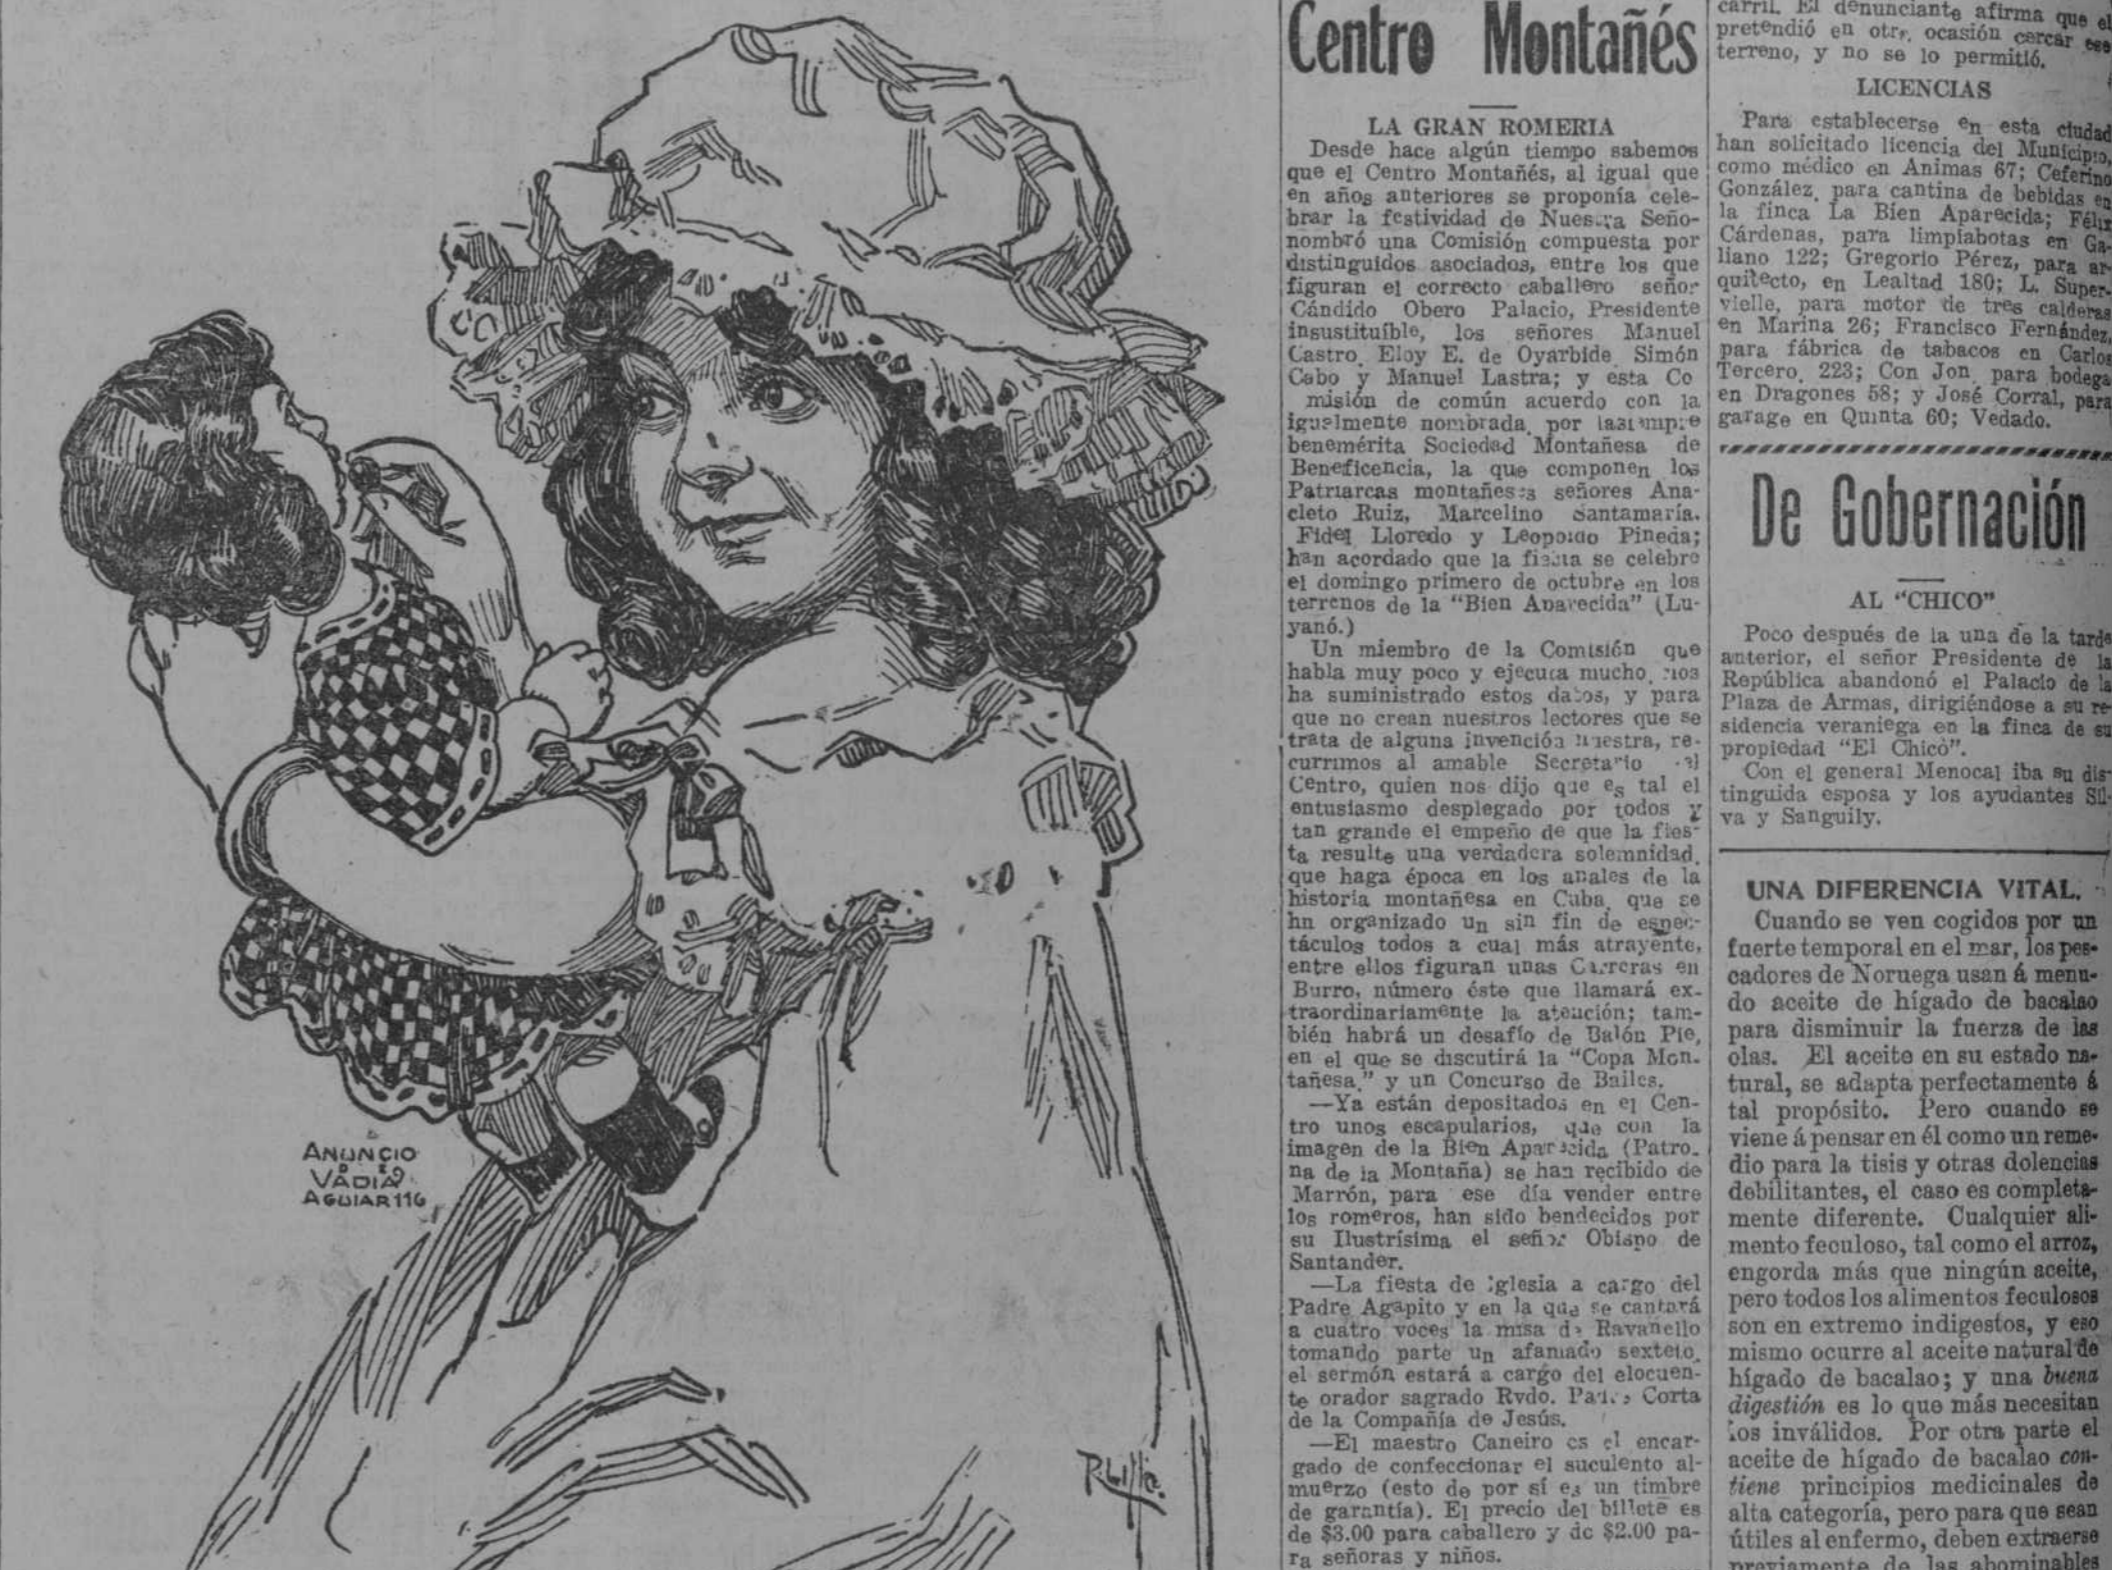 ANUNCIO
DE
VADIA
AGUIAR 116
R. Lillo.
Centro Montañés
LA GRAN ROMERIA
Desde hace algún tiempo sabemos
que el Centro Montañés, al igual que
en años anteriores se proponía cele-
brar la festividad de Nuestra Seño-
nombró una Comisión compuesta por
distinguidos asociados, entre los que
figuran el correcto caballero señor
Cándido Obero Palacio, Presidente
insustituíble, los señores Manuel
Castro, Eloy E. de Oyarbide, Simón
Cabo y Manuel Lastra; y esta Co
misión de común acuerdo con la
igualmente nombrada por la siempre
benemérita Sociedad Montañesa de
Beneficencia, la que componen los
Patriarcas montañeses señores Ana-
cleto Ruiz, Marcelino Santamaría,
Fidel Lloredo y Leopoldo Pineda;
han acordado que la fiesta se celebre
el domingo primero de octubre en los
terrenos de la "Bien Aparecida" (Lu-
yanó.)
Un miembro de la Comisión que
habla muy poco y ejecuta mucho, nos
ha suministrado estos datos, y para
que no crean nuestros lectores que se
trata de alguna invención nuestra, re-
currimos al amable Secretario del
Centro, quien nos dijo que es tal el
entusiasmo desplegado por todos y
tan grande el empeño de que la fies-
ta resulte una verdadera solemnidad,
que haga época en los anales de la
historia montañesa en Cuba, que se
hn organizado un sin fin de espec-
táculos todos a cual más atrayente,
entre ellos figuran unas Carreras en
Burro, número éste que llamará ex-
traordinariamente la atención; tam-
bién habrá un desafío de Balón Pie,
en el que se discutirá la "Copa Mon-
tañesa," y un Concurso de Bailes.
—Ya están depositados en el Cen-
tro unos escapularios, que con la
imagen de la Bien Aparecida (Patro-
na de la Montaña) se han recibido de
Marrón, para ese día vender entre
los romeros, han sido bendecidos por
su Ilustrísima el señor Obispo de
Santander.
—La fiesta de iglesia a cargo del
Padre Agapito y en la que se cantará
a cuatro voces la misa de Ravanello
tomando parte un afamado sexteto,
el sermón estará a cargo del elocuen-
te orador sagrado Rvdo. Padre Corta
de la Compañía de Jesús.
—El maestro Caneiro es el encar-
gado de confeccionar el suculento al-
muerzo (esto de por sí es un timbre
de garantía). El precio del billete es
de $3.00 para caballero y de $2.00 pa-
ra señoras y niños.
carril. El denunciante afirma que el
pretendió en otra ocasión cercar ese
terreno, y no se lo permitió.
LICENCIAS
Para establecerse en esta ciudad
han solicitado licencia del Municipio,
como médico en Animas 67; Ceferino
González, para cantina de bebidas en
la finca La Bien Aparecida; Félix
Cárdenas, para limpiabotas en Ga-
liano 122; Gregorio Pérez, para ar-
quitecto, en Lealtad 180; L. Super-
vielle, para motor de tres calderas
en Marina 26; Francisco Fernández,
para fábrica de tabacos en Carlos
Tercero, 223; Con Jon, para bodega
en Dragones 58; y José Corral, para
garage en Quinta 60; Vedado.
De Gobernación
AL "CHICO"
Poco después de la una de la tarde
anterior, el señor Presidente de la
República abandonó el Palacio de la
Plaza de Armas, dirigiéndose a su re-
sidencia veraniega en la finca de su
propiedad "El Chico".
Con el general Menocal iba su dis-
tinguida esposa y los ayudantes Sil-
va y Sanguily.
UNA DIFERENCIA VITAL.
Cuando se ven cogidos por un
fuerte temporal en el mar, los pes-
cadores de Noruega usan á menu-
do aceite de hígado de bacalao
para disminuir la fuerza de las
olas. El aceite en su estado na-
tural, se adapta perfectamente á
tal propósito. Pero cuando se
viene á pensar en él como un reme-
dio para la tisis y otras dolencias
debilitantes, el caso es completa-
mente diferente. Cualquier ali-
mento feculoso, tal como el arroz,
engorda más que ningún aceite,
pero todos los alimentos feculosos
son en extremo indigestos, y eso
mismo ocurre al aceite natural de
hígado de bacalao; y una buena
digestión es lo que más necesitan
los inválidos. Por otra parte el
aceite de hígado de bacalao con-
tiene principios medicinales de
alta categoría, pero para que sean
útiles al enfermo, deben extraerse
previamente de las abominables